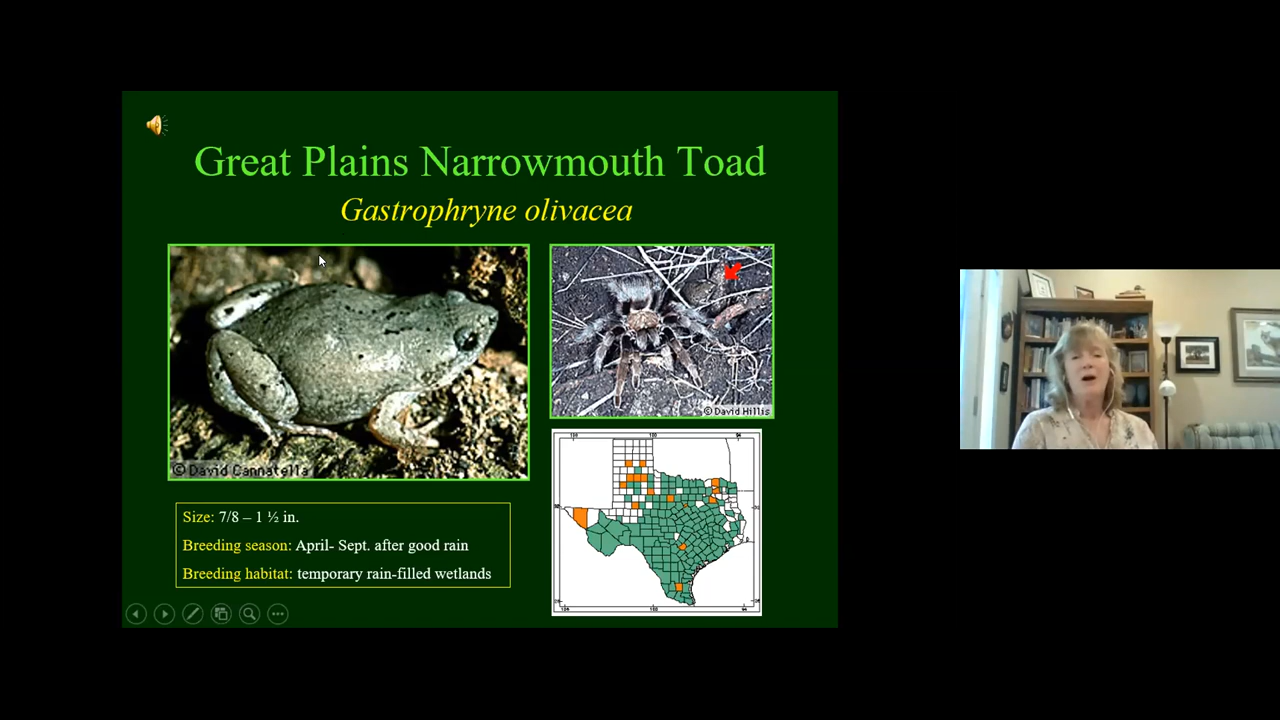 Great Plains Narrowmouth Toad
Gastrophryne olivacea
© David Cannatella
© David Hillis
Size: 7/8 – 1 ½ in.
Breeding season: April- Sept. after good rain
Breeding habitat: temporary rain-filled wetlands